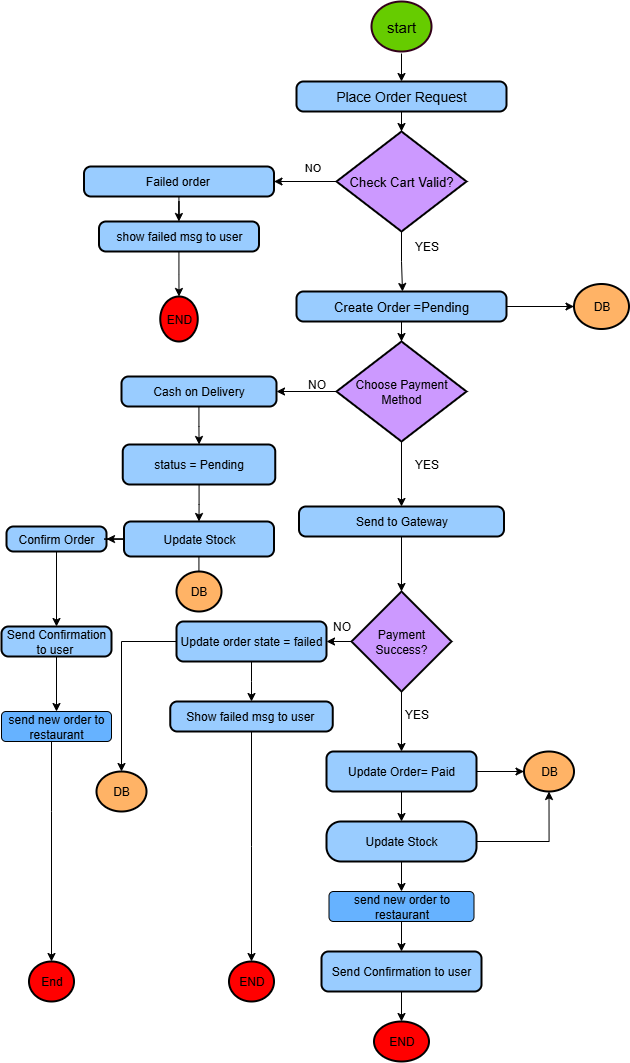 start
Place Order Request
Check Cart Valid?
NO
Failed order
show failed msg to user
END
YES
Create Order =Pending
DB
Choose Payment
Method
NO
Cash on Delivery
status = Pending
Update Stock
DB
Confirm Order
Send Confirmation
to user
send new order to
restaurant
End
YES
Send to Gateway
Payment
Success?
NO
Update order state = failed
DB
Show failed msg to user
END
YES
Update Order= Paid
DB
Update Stock
send new order to
restaurant
Send Confirmation to user
END